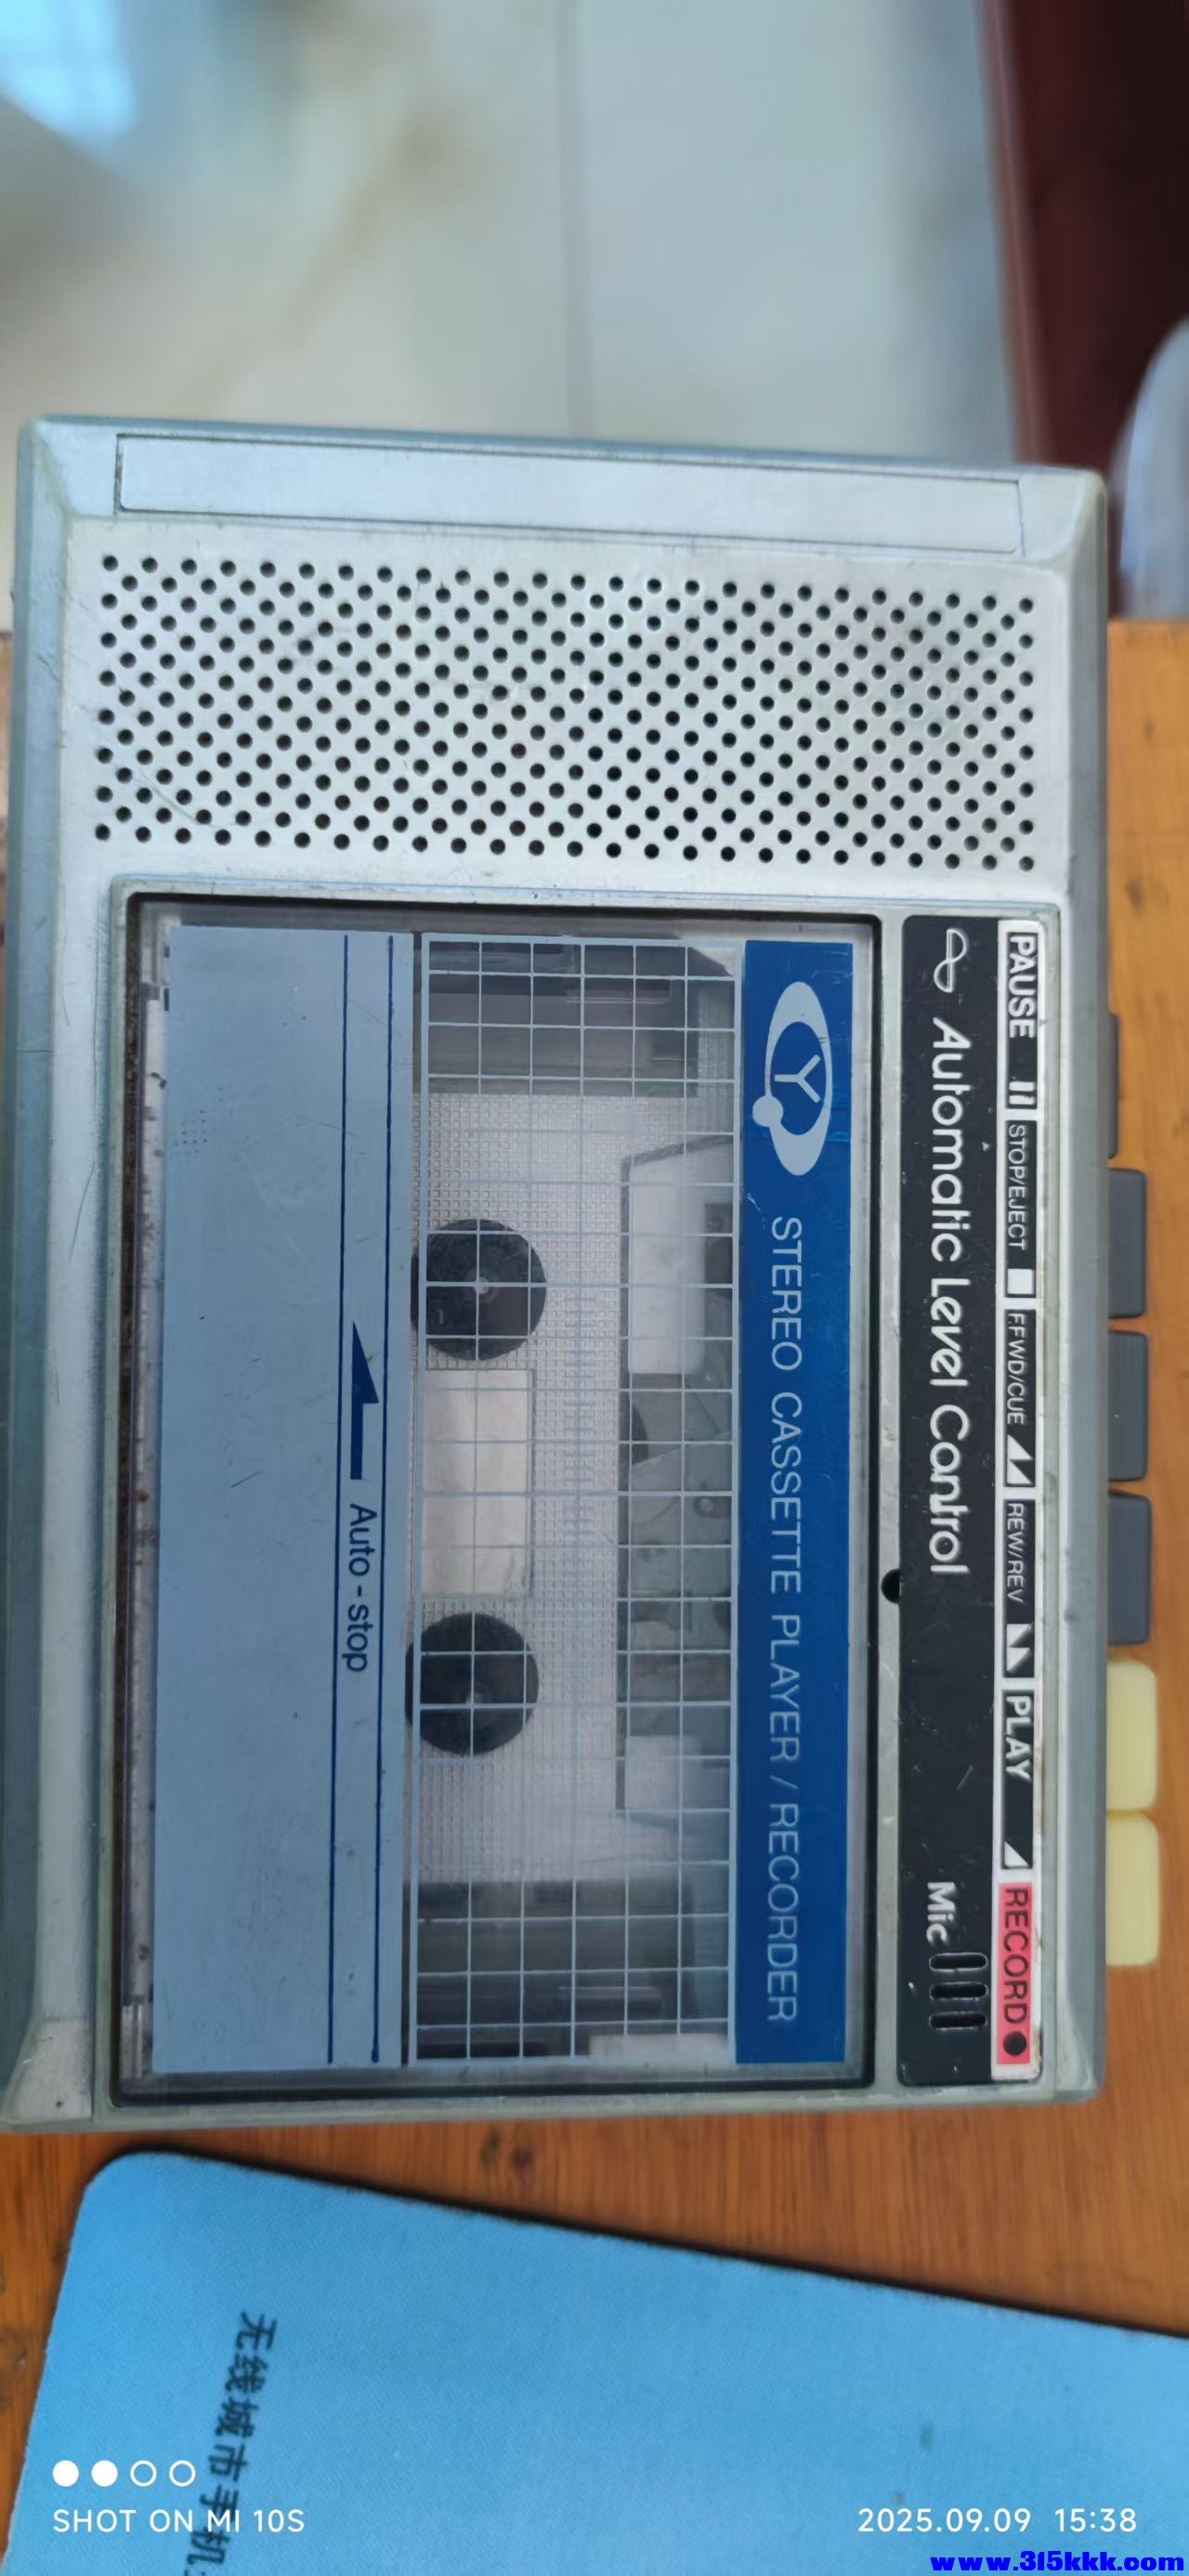 PAUSE
STOP/EJECT
F.FWD/CUE
REW/REV
PLAY
RECORD
Automatic Level Control
Mic
Y
STEREO CASSETTE PLAYER / RECORDER
Auto - stop
无线城市手机
SHOT ON MI 10S
2025.09.09 15:38
www.315kkk.com